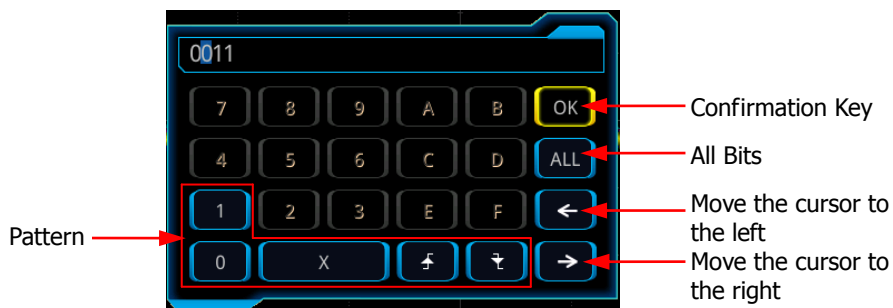 0011
7 8 9 A B OK
Confirmation Key
4 5 6 C D ALL
All Bits
1 2 3 E F ←
Move the cursor to
the left
Pattern
0 X →
Move the cursor to
the right